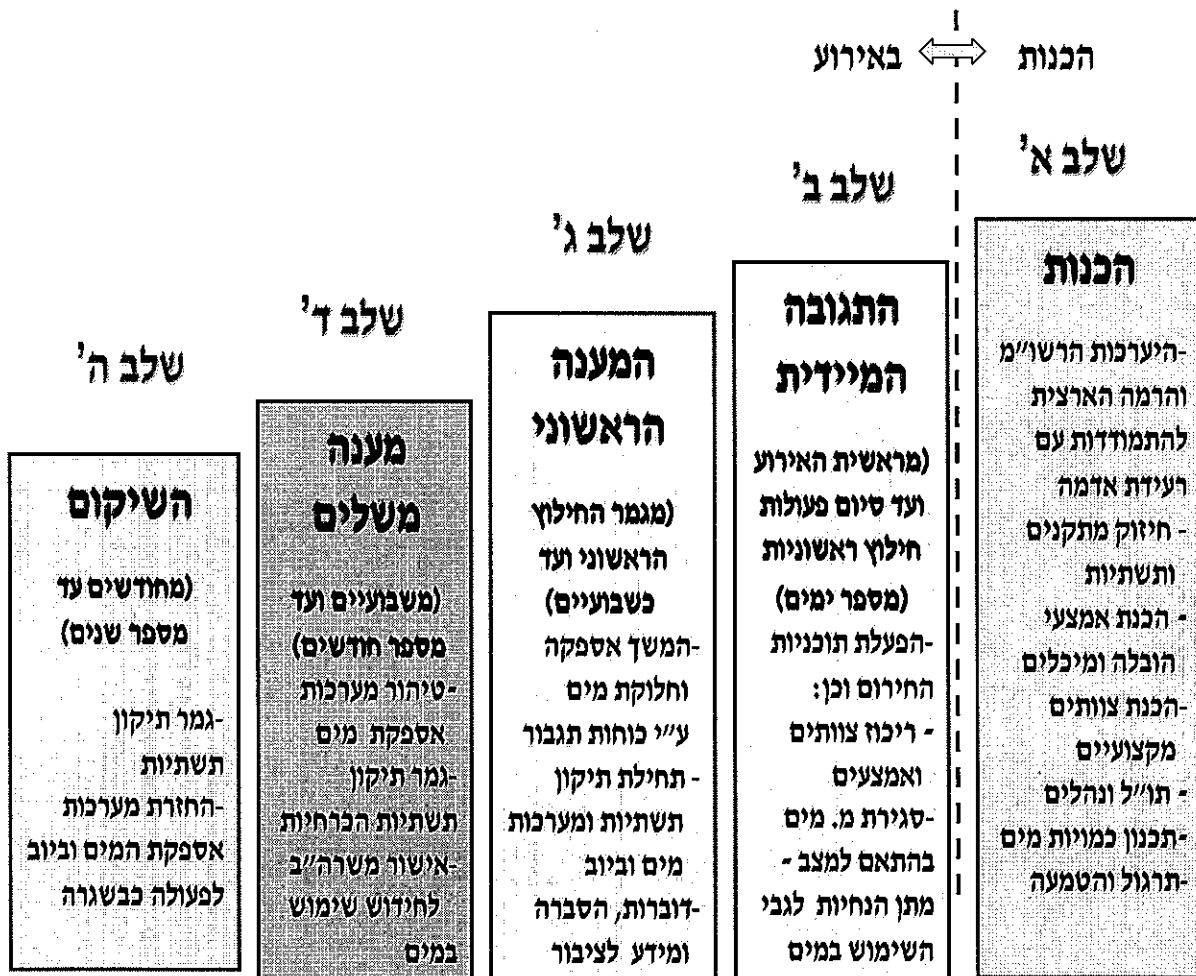 הכנות
באירוע
שלב א'
הכנות
-היערכות הרשו״מ
והרמה הארצית
להתמודדות עם
רעידת אדמה
- חיזוק מתקנים
ותשתיות
- הכנת אמצעי
הובלה ומיכלים
-הכנת צוותים
מקצועיים
- תו״ל ונהלים
-תכנון כמויות מים
-תרגול והטמעה
שלב ב'
התגובה
המיידית
(מראשית האירוע
ועד סיום פעולות
חילוץ ראשוניות
(מספר ימים)
-הפעלת תוכניות
החירום וכן:
- ריכוז צוותים
ואמצעים
-סגירת מ. מים
בהתאם למצב -
מתן הנחיות לגבי
השימוש במים
שלב ג'
המענה
הראשוני
(מגמר החילוץ
הראשוני ועד
כשבועיים)
-המשך אספקה
וחלוקת מים
ע״י כוחות תגבור
- תחילת תיקון
תשתיות ומערכות
מים וביוב
-דוברות, הסברה
ומידע לציבור
שלב ד'
מענה
משלים
(משבועיים ועד
מספר חודשים)
-טיהור מערכות
אספקת מים
-גמר תיקון
תשתיות הכרחיות
-אישור משרה״ב
לחידוש שימוש
במים
שלב ה'
השיקום
(מחודשים עד
מספר שנים)
-גמר תיקון
תשתיות
-החזרת מערכות
אספקת המים וביוב
לפעולה כבשגרה